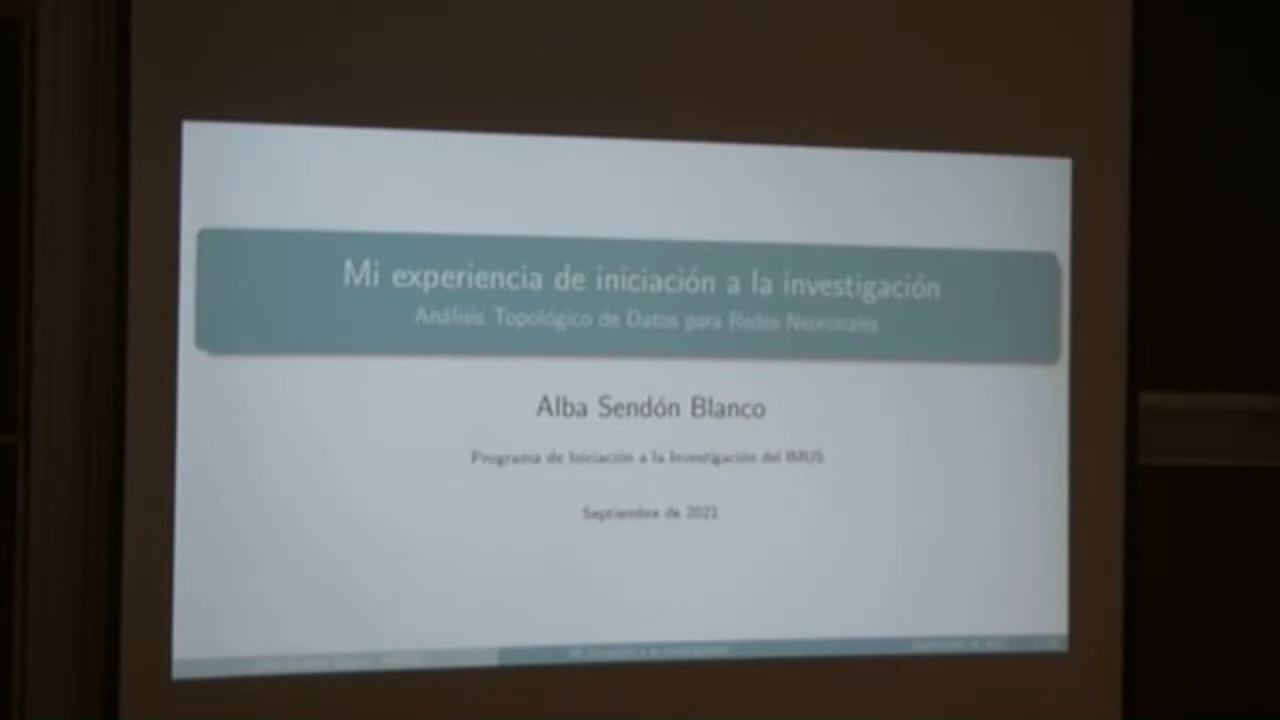 Mi experiencia de iniciación a la investigación
Análisis Topológico de Datos para Redes Neuronales
Alba Sendón Blanco
Programa de Iniciación a la Investigación del IMUS
Septiembre de 2021